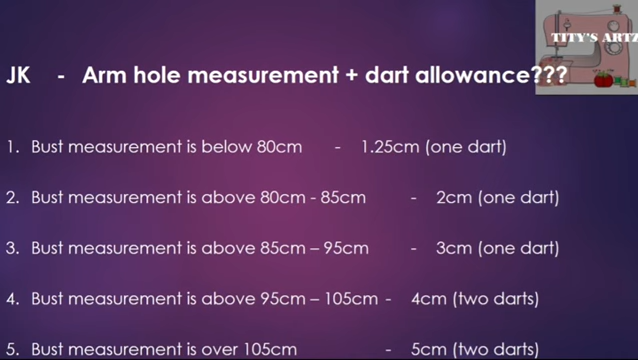 TITY'S ARTZ
JK - Arm hole measurement + dart allowance???
1. Bust measurement is below 80cm - 1.25cm (one dart)
2. Bust measurement is above 80cm - 85cm - 2cm (one dart)
3. Bust measurement is above 85cm – 95cm - 3cm (one dart)
4. Bust measurement is above 95cm – 105cm - 4cm (two darts)
5. Bust measurement is over 105cm - 5cm (two darts)